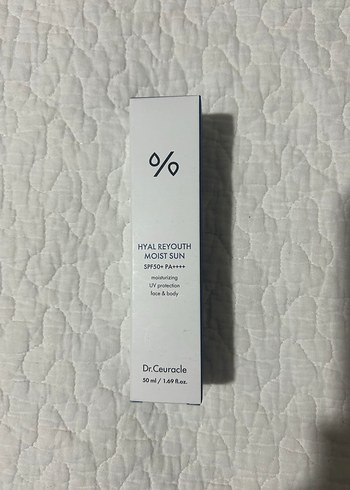 HYAL REYOUTH
MOIST SUN
SPF50+ PA++++
moisturizing
UV protection
face & body
Dr.Ceuracle
50 ml / 1.69 fl.oz.